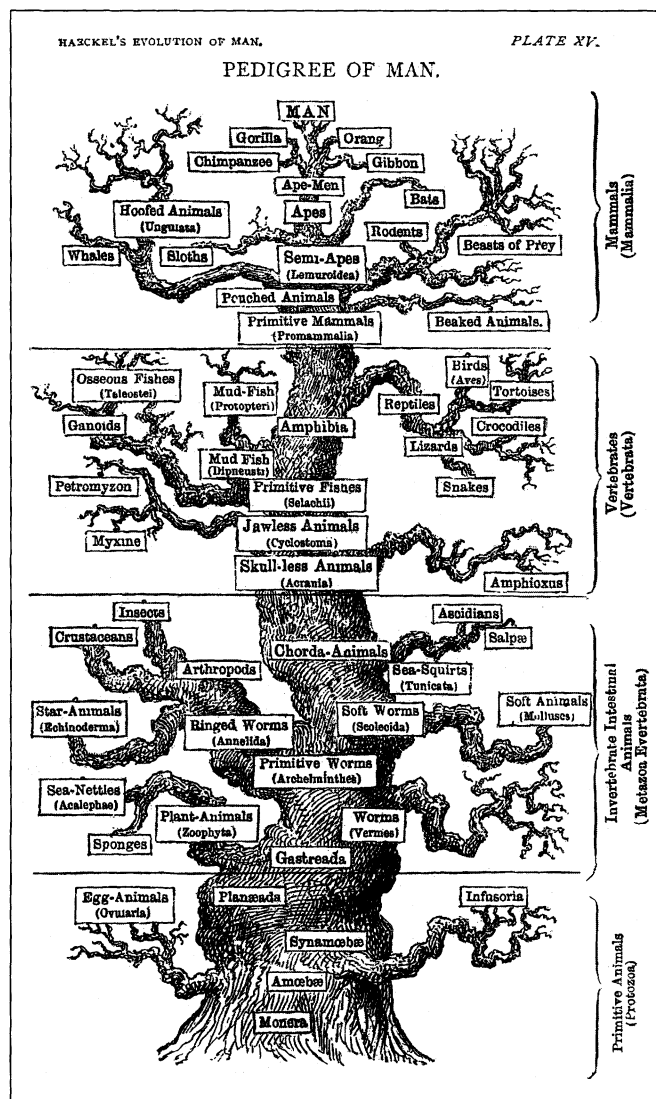 HAECKEL'S EVOLUTION OF MAN.
PLATE XV.
PEDIGREE OF MAN.
MAN
Gorilla
Orang
Chimpanzee
Gibbon
Ape-Men
Bats
Hoofed Animals
(Ungulata)
Apes
Rodents
Beasts of Prey
Whales
Sloths
Semi-Apes
(Lemuroidea)
Pouched Animals
Primitive Mammals
(Promammalia)
Beaked Animals.
Mammals
(Mammalia)
Osseous Fishes
(Teleostei)
Mud-Fish
(Protopteri)
Birds
(Aves)
Tortoises
Reptiles
Ganoids
Amphibia
Crocodiles
Lizards
Mud Fish
(Dipneusti)
Petromyzon
Primitive Fishes
(Selachii)
Snakes
Myxine
Jawless Animals
(Cyclostoma)
Skull-less Animals
(Acrania)
Amphioxus
Vertebrates
(Vertebrata)
Insects
Ascidians
Crustaceans
Salpæ
Chorda-Animals
Arthropods
Sea-Squirts
(Tunicata)
Star-Animals
(Echinoderma)
Ringed Worms
(Annelida)
Soft Worms
(Scolecida)
Soft Animals
(Molluscs)
Primitive Worms
(Archelminthes)
Sea-Nettles
(Acalephae)
Plant-Animals
(Zoophyta)
Worms
(Vermes)
Sponges
Gastreada
Invertebrate Intestinal
Animals
(Metazoa Evertebrata)
Egg-Animals
(Ovularia)
Planæada
Infusoria
Synamœbæ
Amœbæ
Monera
Primitive Animals
(Protozoa)